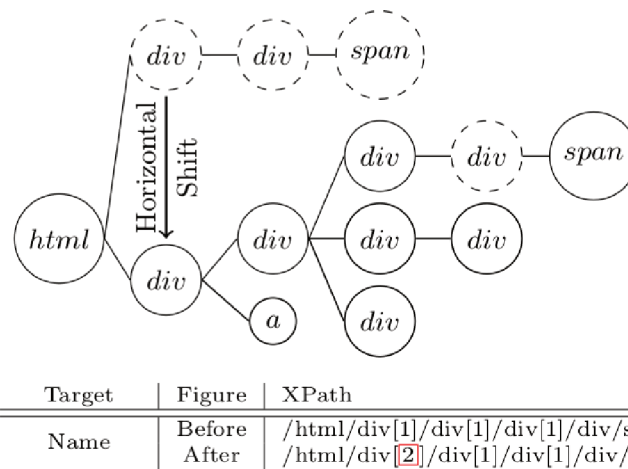 div div span
Horizontal
Shift
div div span
html div div div div
a div
Target Figure XPath
Name
Before /html/div[1]/div[1]/div[1]/div/s
After /html/div[2]/div[1]/div[1]/div/